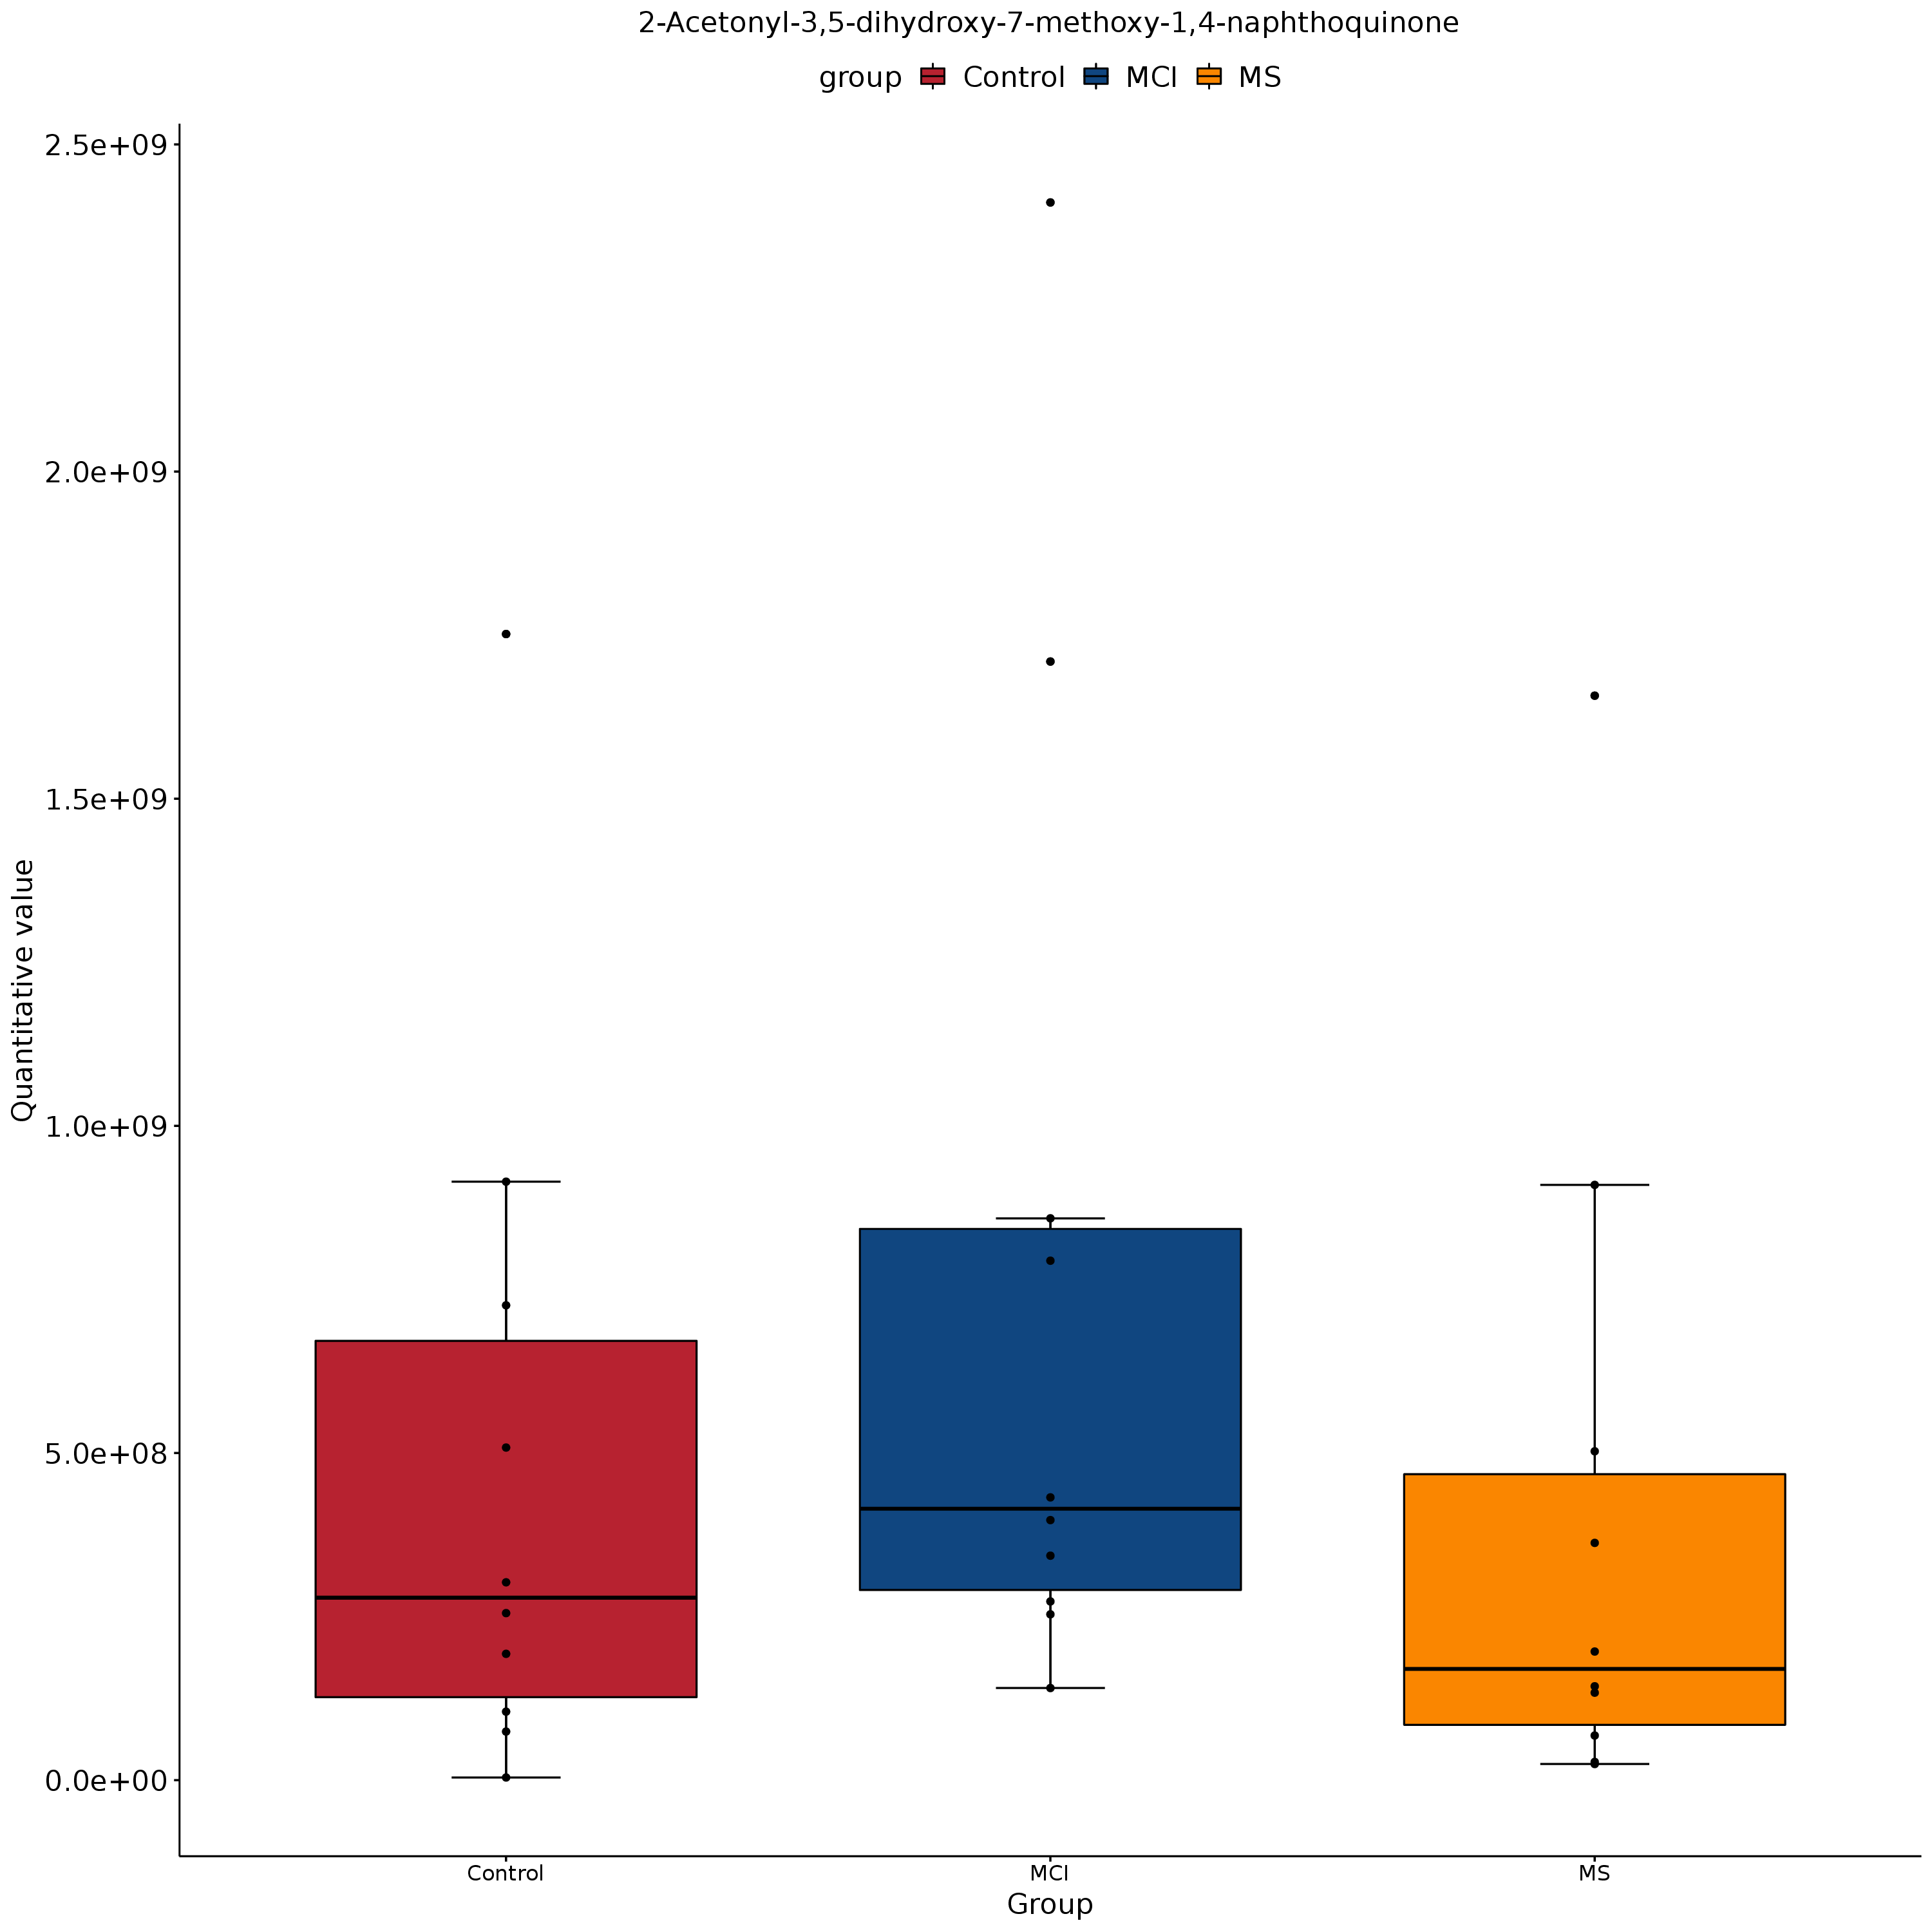 2-Acetonyl-3,5-dihydroxy-7-methoxy-1,4-naphthoquinone
group Control MCI MS
2.5e+09
2.0e+09
1.5e+09
1.0e+09
5.0e+08
0.0e+00
Quantitative value
Control MCI MS
Group